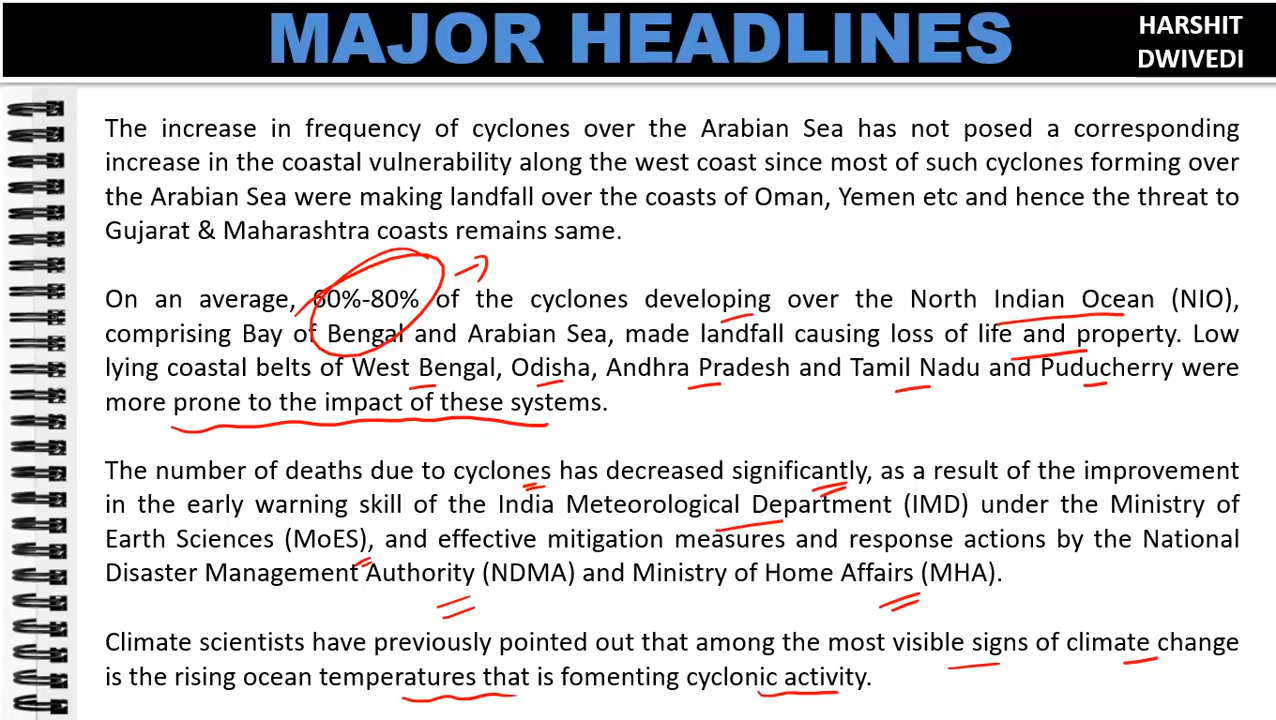 MAJOR HEADLINES
HARSHIT
DWIVEDI
The increase in frequency of cyclones over the Arabian Sea has not posed a corresponding
increase in the coastal vulnerability along the west coast since most of such cyclones forming over
the Arabian Sea were making landfall over the coasts of Oman, Yemen etc and hence the threat to
Gujarat & Maharashtra coasts remains same.
On an average, 60%-80% of the cyclones developing over the North Indian Ocean (NIO),
comprising Bay of Bengal and Arabian Sea, made landfall causing loss of life and property. Low
lying coastal belts of West Bengal, Odisha, Andhra Pradesh and Tamil Nadu and Puducherry were
more prone to the impact of these systems.
The number of deaths due to cyclones has decreased significantly, as a result of the improvement
in the early warning skill of the India Meteorological Department (IMD) under the Ministry of
Earth Sciences (MoES), and effective mitigation measures and response actions by the National
Disaster Management Authority (NDMA) and Ministry of Home Affairs (MHA).
Climate scientists have previously pointed out that among the most visible signs of climate change
is the rising ocean temperatures that is fomenting cyclonic activity.